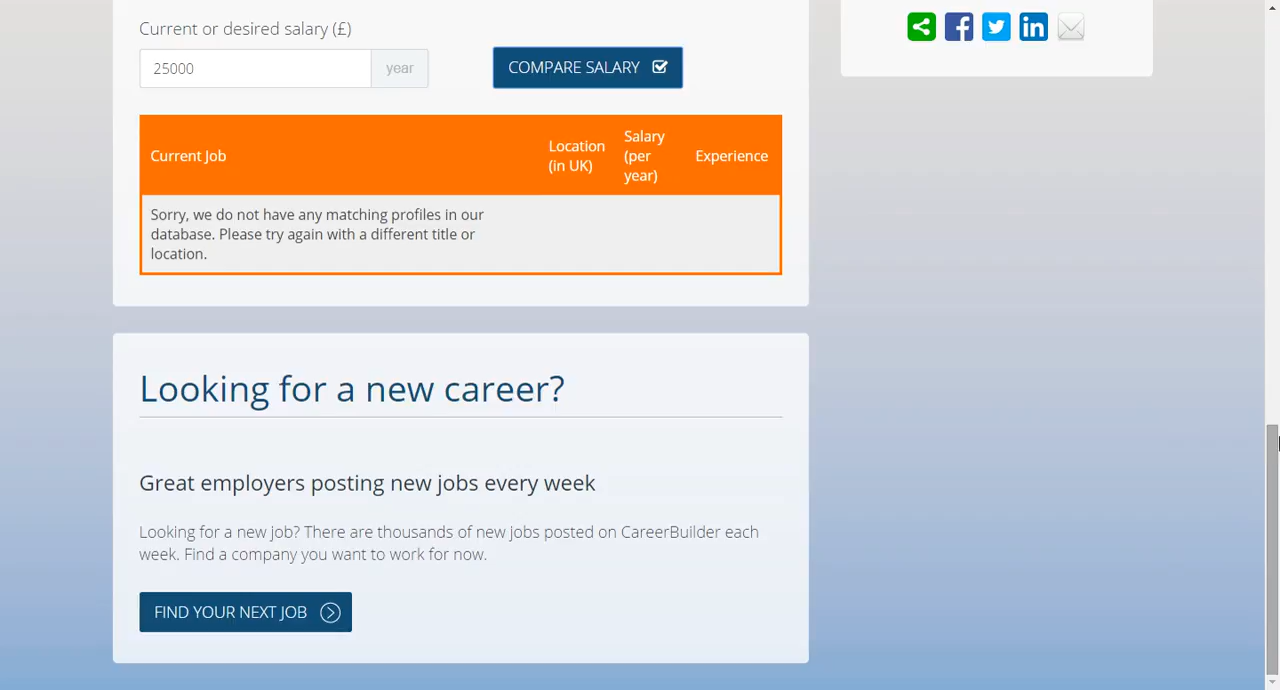 Current or desired salary (£)
25000 year
COMPARE SALARY
Current Job
Location
(in UK)
Salary
(per
year)
Experience
Sorry, we do not have any matching profiles in our
database. Please try again with a different title or
location.
Looking for a new career?
Great employers posting new jobs every week
Looking for a new job? There are thousands of new jobs posted on CareerBuilder each
week. Find a company you want to work for now.
FIND YOUR NEXT JOB